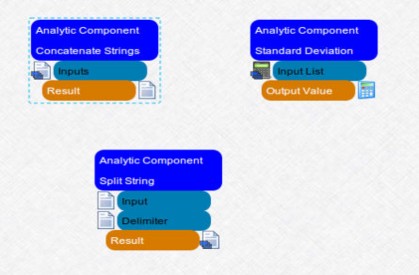 Analytic Component
Concatenate Strings
Inputs
Result
Analytic Component
Standard Deviation
Input List
Output Value
Analytic Component
Split String
Input
Delimiter
Result